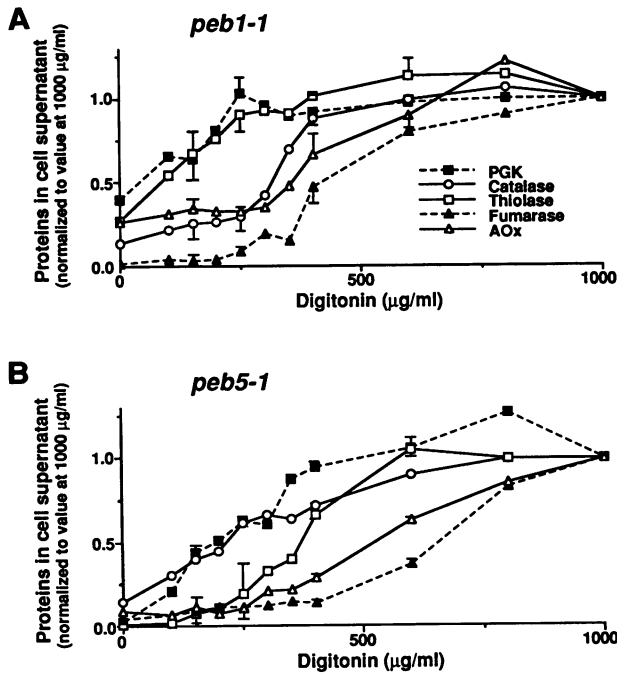 A
peb1-1
Proteins in cell supernatant
(normalized to value at 1000 µg/ml)
1.0
0.5
0.0
PGK
Catalase
Thiolase
Fumarase
AOx
0
500
1000
Digitonin (µg/ml)
B
peb5-1
Proteins in cell supernatant
(normalized to value at 1000 µg/ml)
1.0
0.5
0.0
0
500
1000
Digitonin (µg/ml)